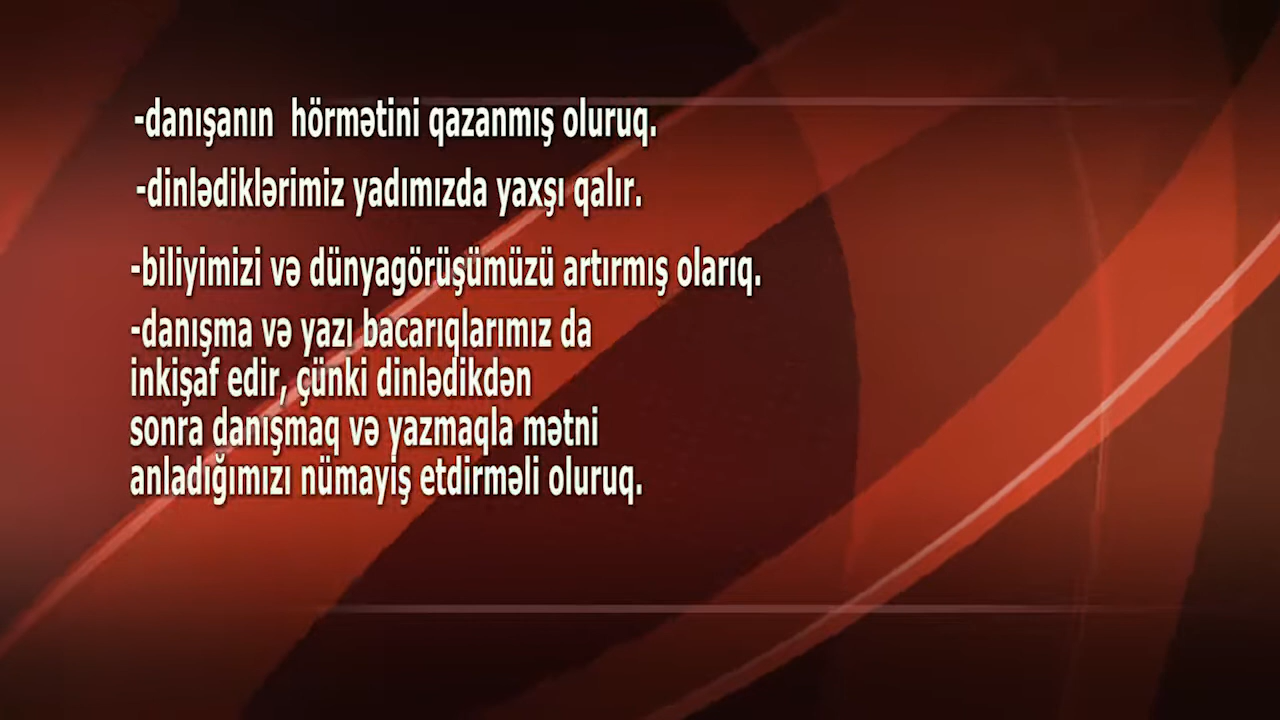 -danışanın  hörmətini qazanmış oluruq.
-dinlədiklərimiz yadımızda yaxşı qalır.
-biliyimizi və dünyagörüşümüzü artırmış olarıq.
-danışma və yazı bacarıqlarımız da
inkişaf edir, çünki dinlədikdən
sonra danışmaq və yazmaqla mətni
anladığımızı nümayiş etdirməli oluruq.